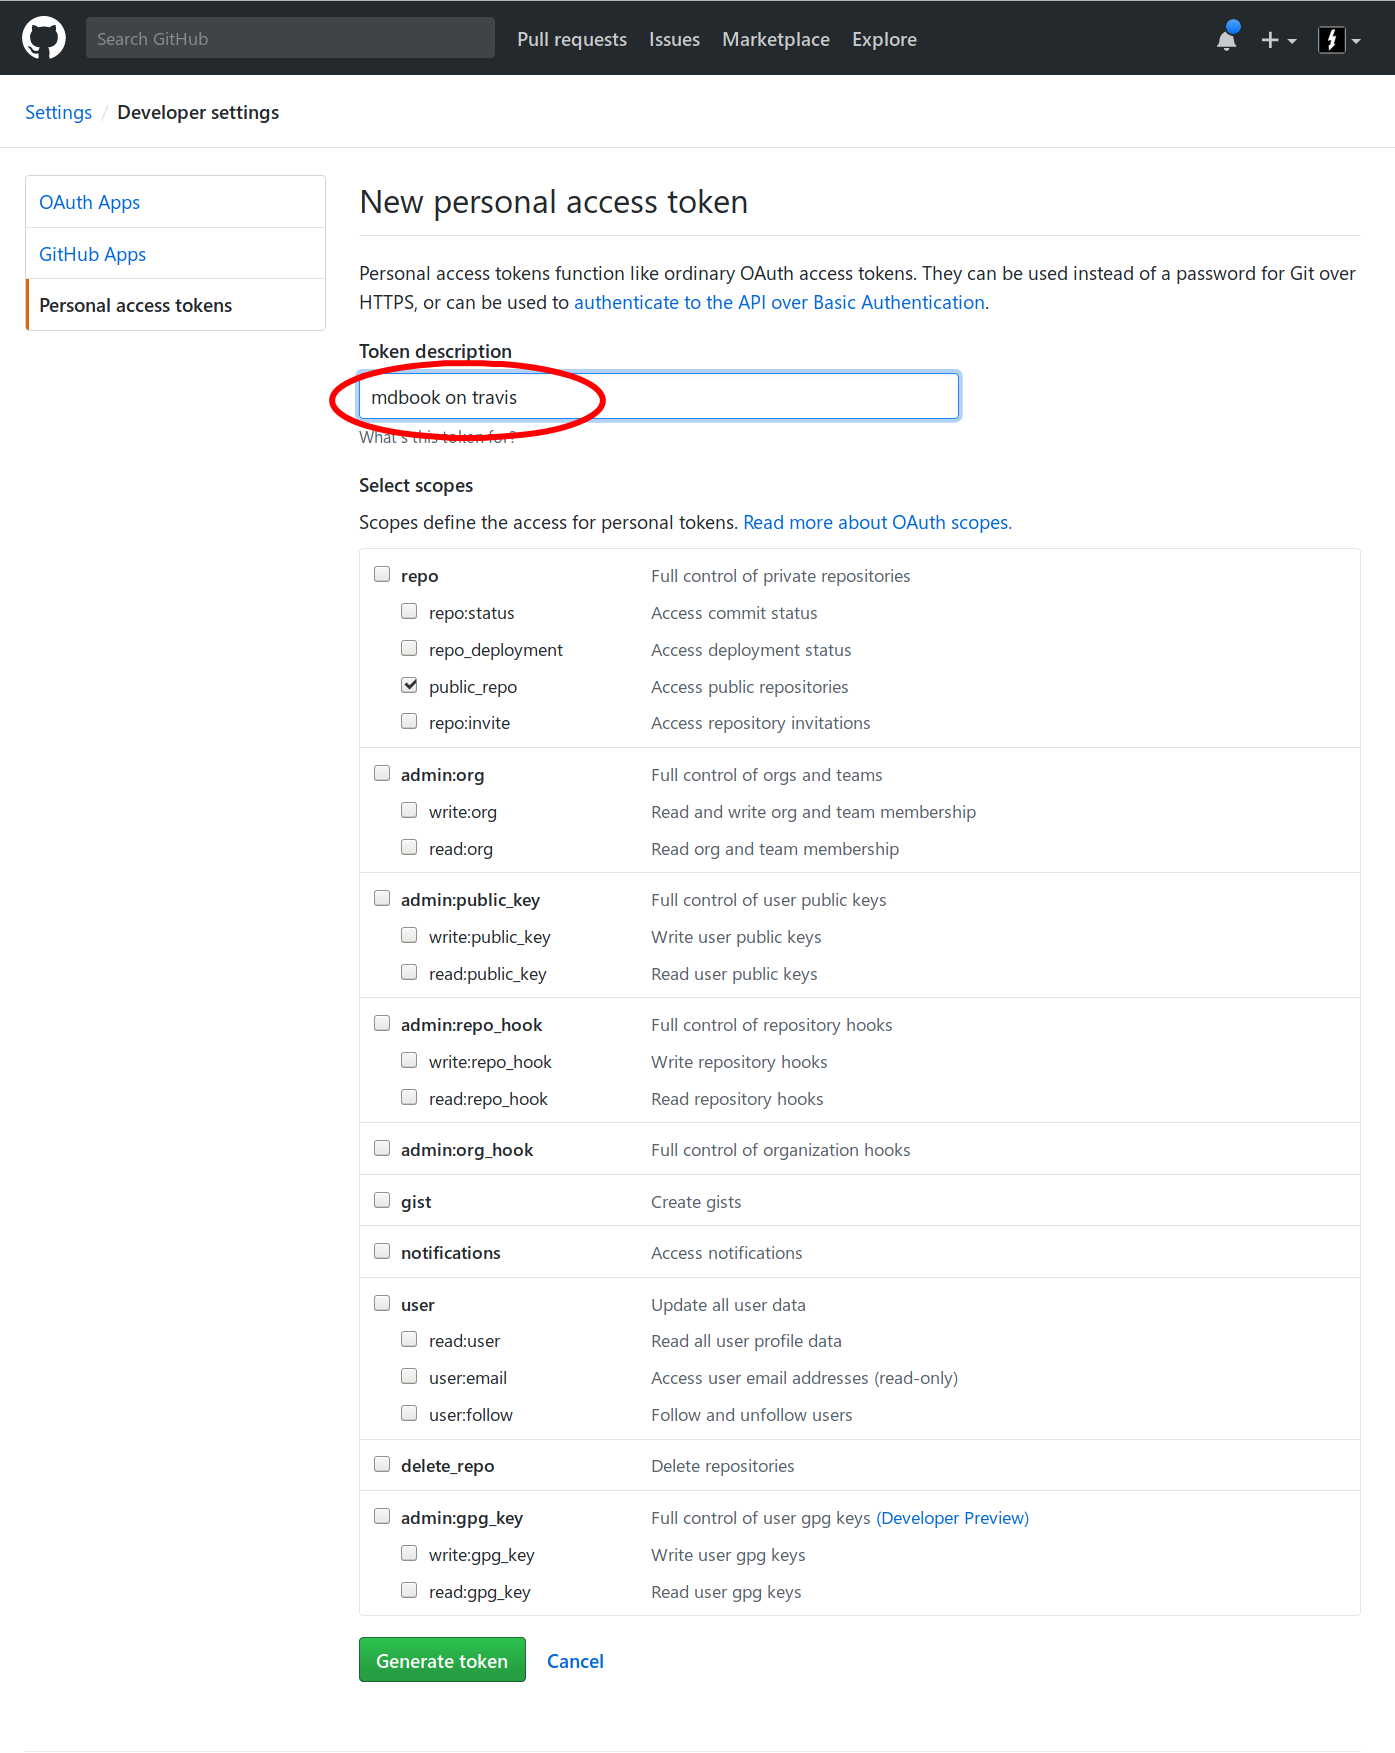 Search GitHub
Pull requests Issues Marketplace Explore
Settings / Developer settings
OAuth Apps
GitHub Apps
Personal access tokens
New personal access token
Personal access tokens function like ordinary OAuth access tokens. They can be used instead of a password for Git over
HTTPS, or can be used to authenticate to the API over Basic Authentication.
Token description
mdbook on travis
What's this token for?
Select scopes
Scopes define the access for personal tokens. Read more about OAuth scopes.
repo Full control of private repositories
repo:status Access commit status
repo_deployment Access deployment status
public_repo Access public repositories
repo:invite Access repository invitations
admin:org Full control of orgs and teams
write:org Read and write org and team membership
read:org Read org and team membership
admin:public_key Full control of user public keys
write:public_key Write user public keys
read:public_key Read user public keys
admin:repo_hook Full control of repository hooks
write:repo_hook Write repository hooks
read:repo_hook Read repository hooks
admin:org_hook Full control of organization hooks
gist Create gists
notifications Access notifications
user Update all user data
read:user Read all user profile data
user:email Access user email addresses (read-only)
user:follow Follow and unfollow users
delete_repo Delete repositories
admin:gpg_key Full control of user gpg keys (Developer Preview)
write:gpg_key Write user gpg keys
read:gpg_key Read user gpg keys
Generate token Cancel